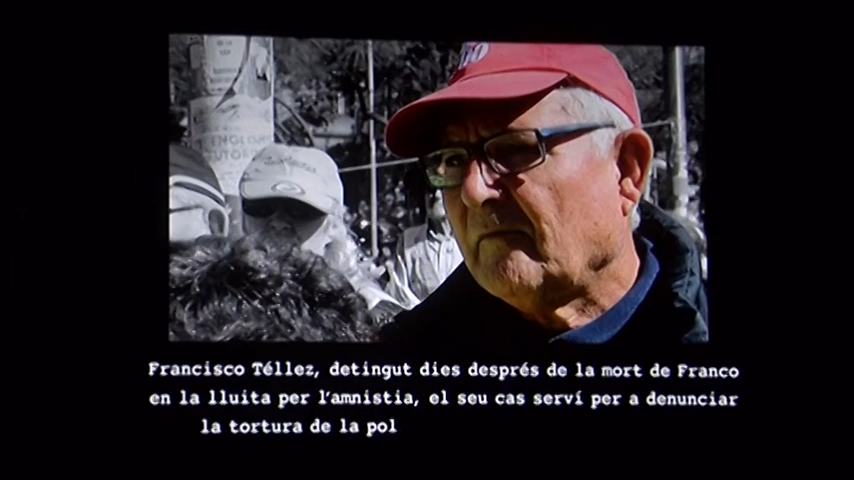 ENGLISH
Francisco Téllez, detingut dies després de la mort de Franco
en la lluita per l'amnistia, el seu cas serví per a denunciar
la tortura de la pol